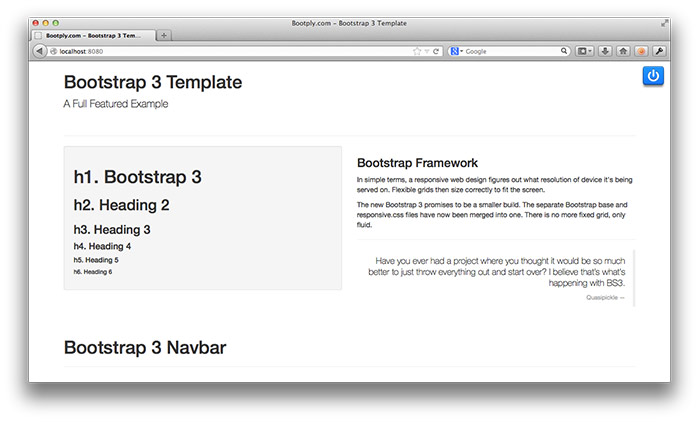 Bootply.com – Bootstrap 3 Template
Bootply.com – Bootstrap 3 Tem...
localhost:8080
Google
Bootstrap 3 Template
A Full Featured Example
h1. Bootstrap 3
h2. Heading 2
h3. Heading 3
h4. Heading 4
h5. Heading 5
h6. Heading 6
Bootstrap Framework
In simple terms, a responsive web design figures out what resolution of device it's being
served on. Flexible grids then size correctly to fit the screen.
The new Bootstrap 3 promises to be a smaller build. The separate Bootstrap base and
responsive.css files have now been merged into one. There is no more fixed grid, only
fluid.
Have you ever had a project where you thought it would be so much
better to just throw everything out and start over? I believe that's what's
happening with BS3.
Quasipickle —
Bootstrap 3 Navbar